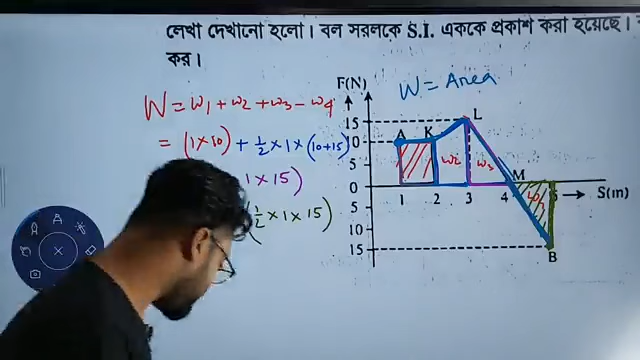 লেখা দেখানো হলো। বল সরলকে S.I. এককে প্রকাশ করা হয়েছে।
কর।
F(N)
W = Area
W = W₁ + W₂ + W₃ - W₄
= (1×10) + ½ × 1 × (10+15)
1 × 15)
½ × 1 × 15)
15
10
5
0
5
10
15
A K L M B
W₂ W₃
1 2 3 4 5
S(m)